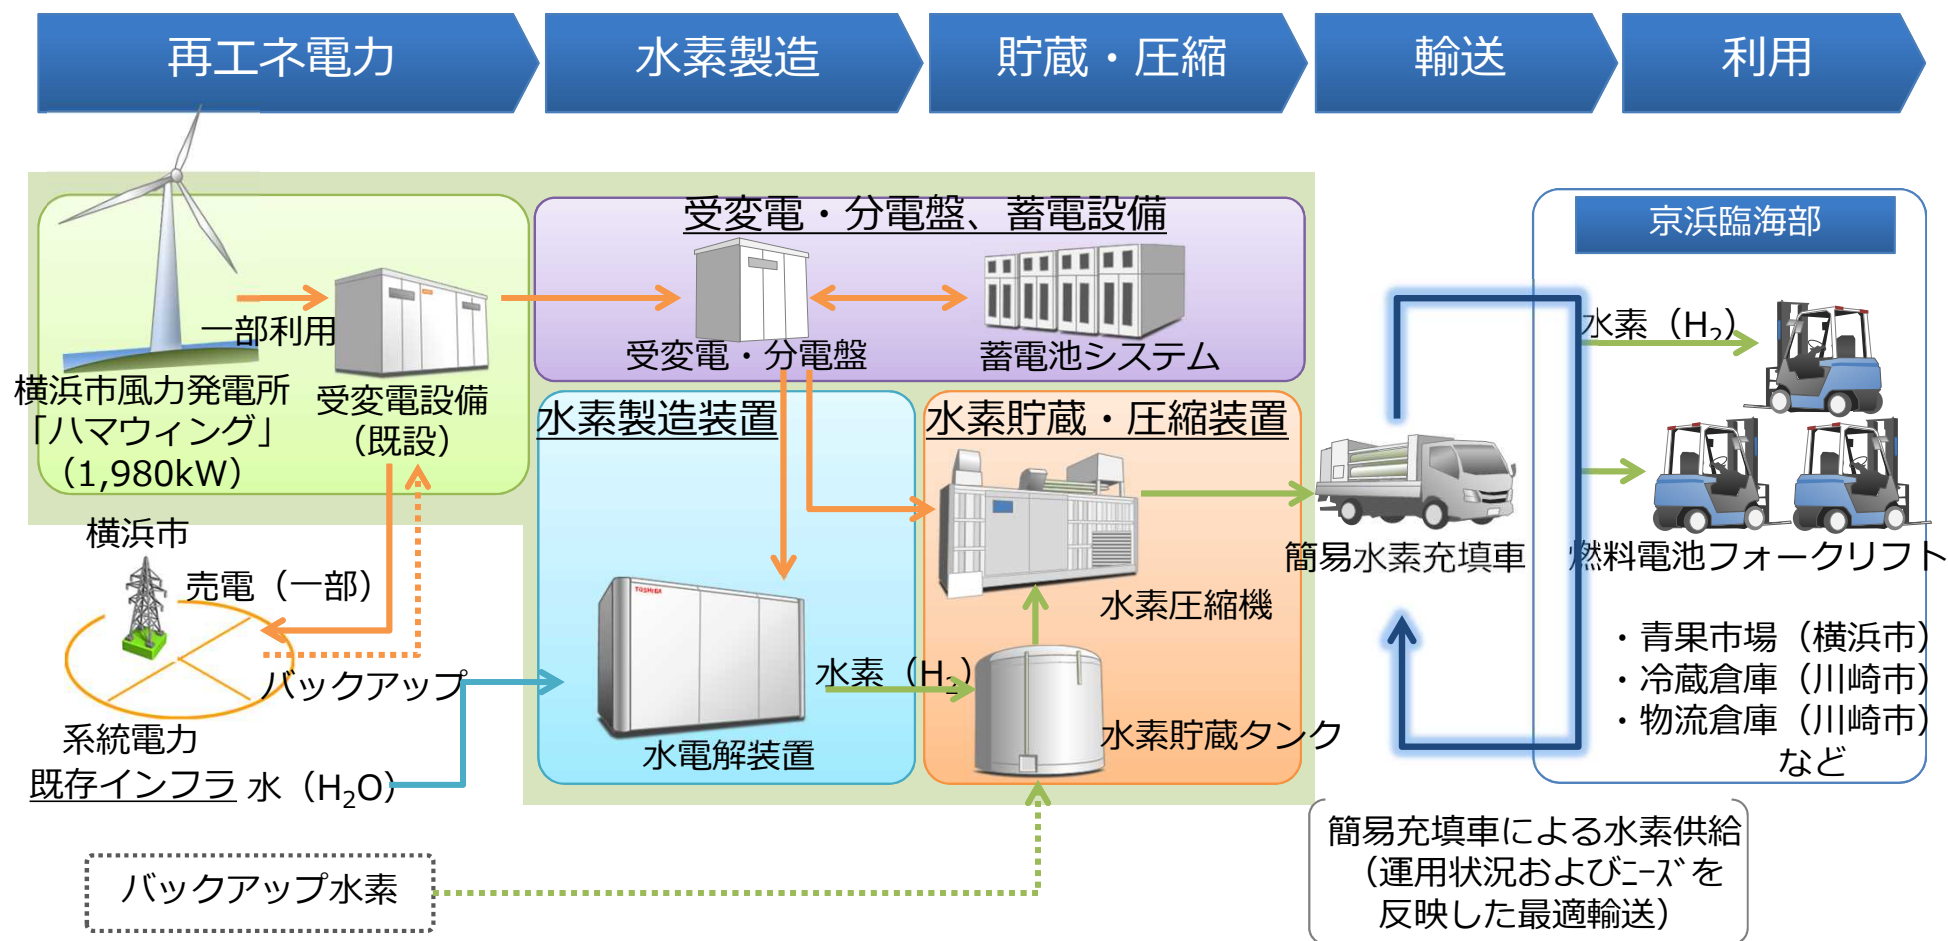 再エネ電力
水素製造
貯蔵・圧縮
輸送
利用
受変電・分電盤、蓄電設備
京浜臨海部
一部利用
受変電・分電盤
蓄電池システム
水素（H₂）
横浜市風力発電所
「ハマウィング」
（1,980kW）
受変電設備
（既設）
水素製造装置
水素貯蔵・圧縮装置
横浜市
売電（一部）
TOSHIBA
水素圧縮機
簡易水素充填車
燃料電池フォークリフト
バックアップ
水素（H₂）
・青果市場（横浜市）
・冷蔵倉庫（川崎市）
・物流倉庫（川崎市）
など
系統電力
水電解装置
水素貯蔵タンク
既存インフラ
水（H₂O）
バックアップ水素
簡易充填車による水素供給
（運用状況およびﾆｰｽﾞを
反映した最適輸送）